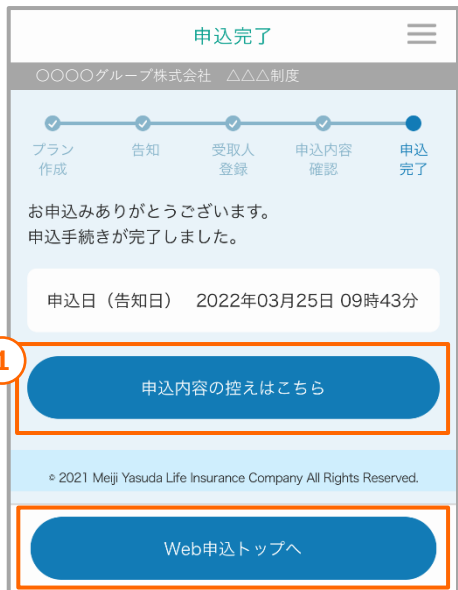 申込完了
〇〇〇〇グループ株式会社 △△△制度
プラン
作成
告知
受取人
登録
申込内容
確認
申込
完了
お申込みありがとうございます。
申込手続きが完了しました。
申込日（告知日） 2022年03月25日 09時43分
1
申込内容の控えはこちら
© 2021 Meiji Yasuda Life Insurance Company All Rights Reserved.
Web申込トップへ